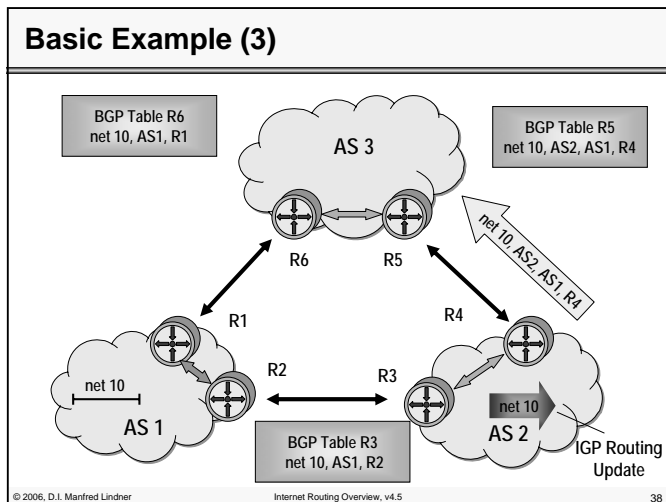 Basic Example (3)
BGP Table R6
net 10, AS1, R1
BGP Table R5
net 10, AS2, AS1, R4
AS 3
R6
R5
net 10, AS2, AS1, R4
R1
R4
R2
R3
net 10
AS 1
net 10
AS 2
IGP Routing
Update
BGP Table R3
net 10, AS1, R2
© 2006, D.I. Manfred Lindner
Internet Routing Overview, v4.5
38